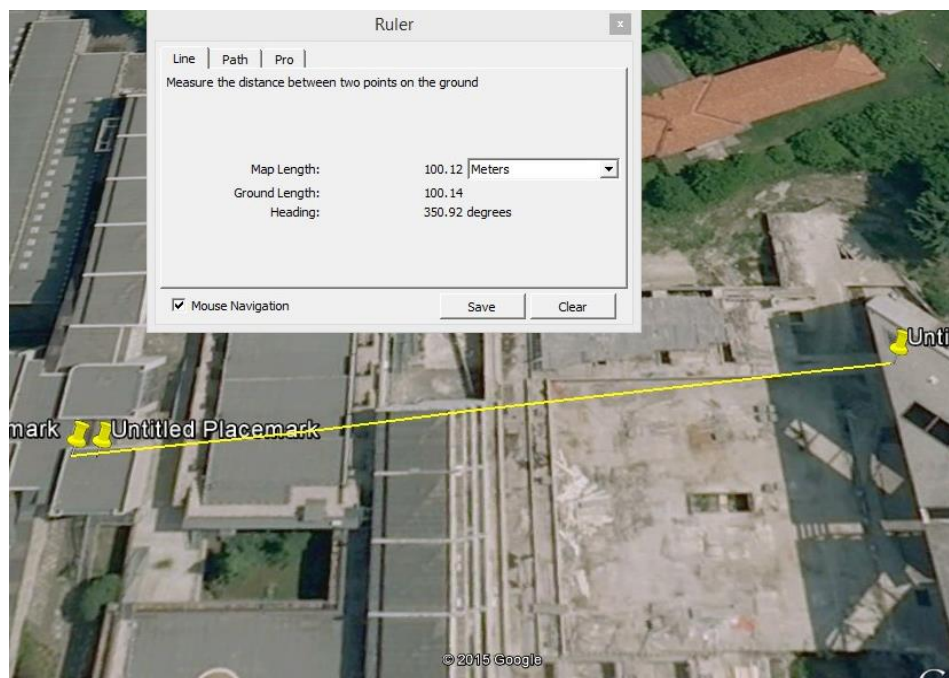 Ruler
x
Line Path Pro
Measure the distance between two points on the ground
Map Length: 100.12 Meters
Ground Length: 100.14
Heading: 350.92 degrees
Mouse Navigation Save Clear
Unti
mark Untitled Placemark
© 2015 Google